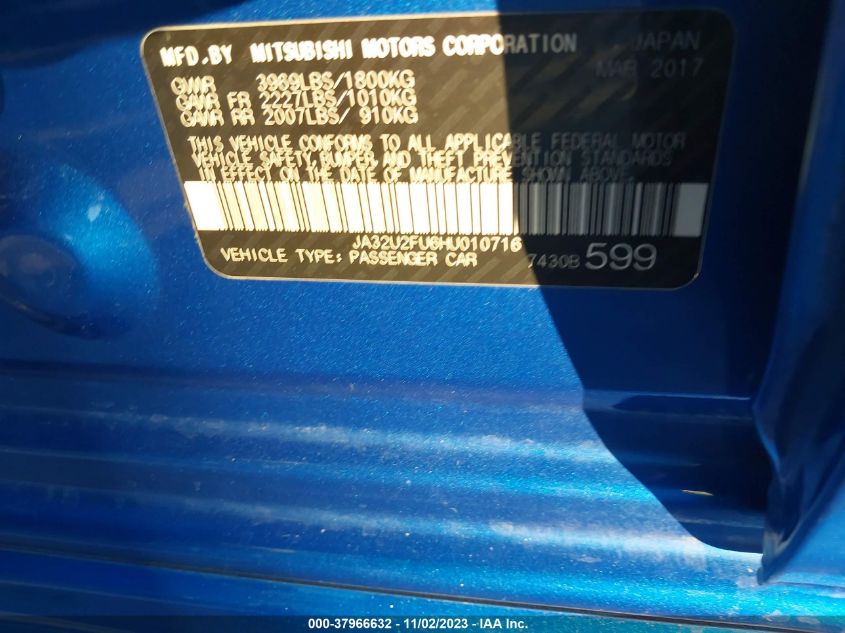 MFD.BY MITSUBISHI MOTORS CORPORATION JAPAN
MAR 2017
GVWR 3969LBS/1800KG
GAWR FR 2227LBS/1010KG
GAWR RR 2007LBS/ 910KG
THIS VEHICLE CONFORMS TO ALL APPLICABLE FEDERAL MOTOR
VEHICLE SAFETY, BUMPER, AND THEFT PREVENTION STANDARDS
IN EFFECT ON THE DATE OF MANUFACTURE SHOWN ABOVE.
JA32U2FU6HU010716
VEHICLE TYPE: PASSENGER CAR 7430B 599
000-37966632 - 11/02/2023 - IAA Inc.